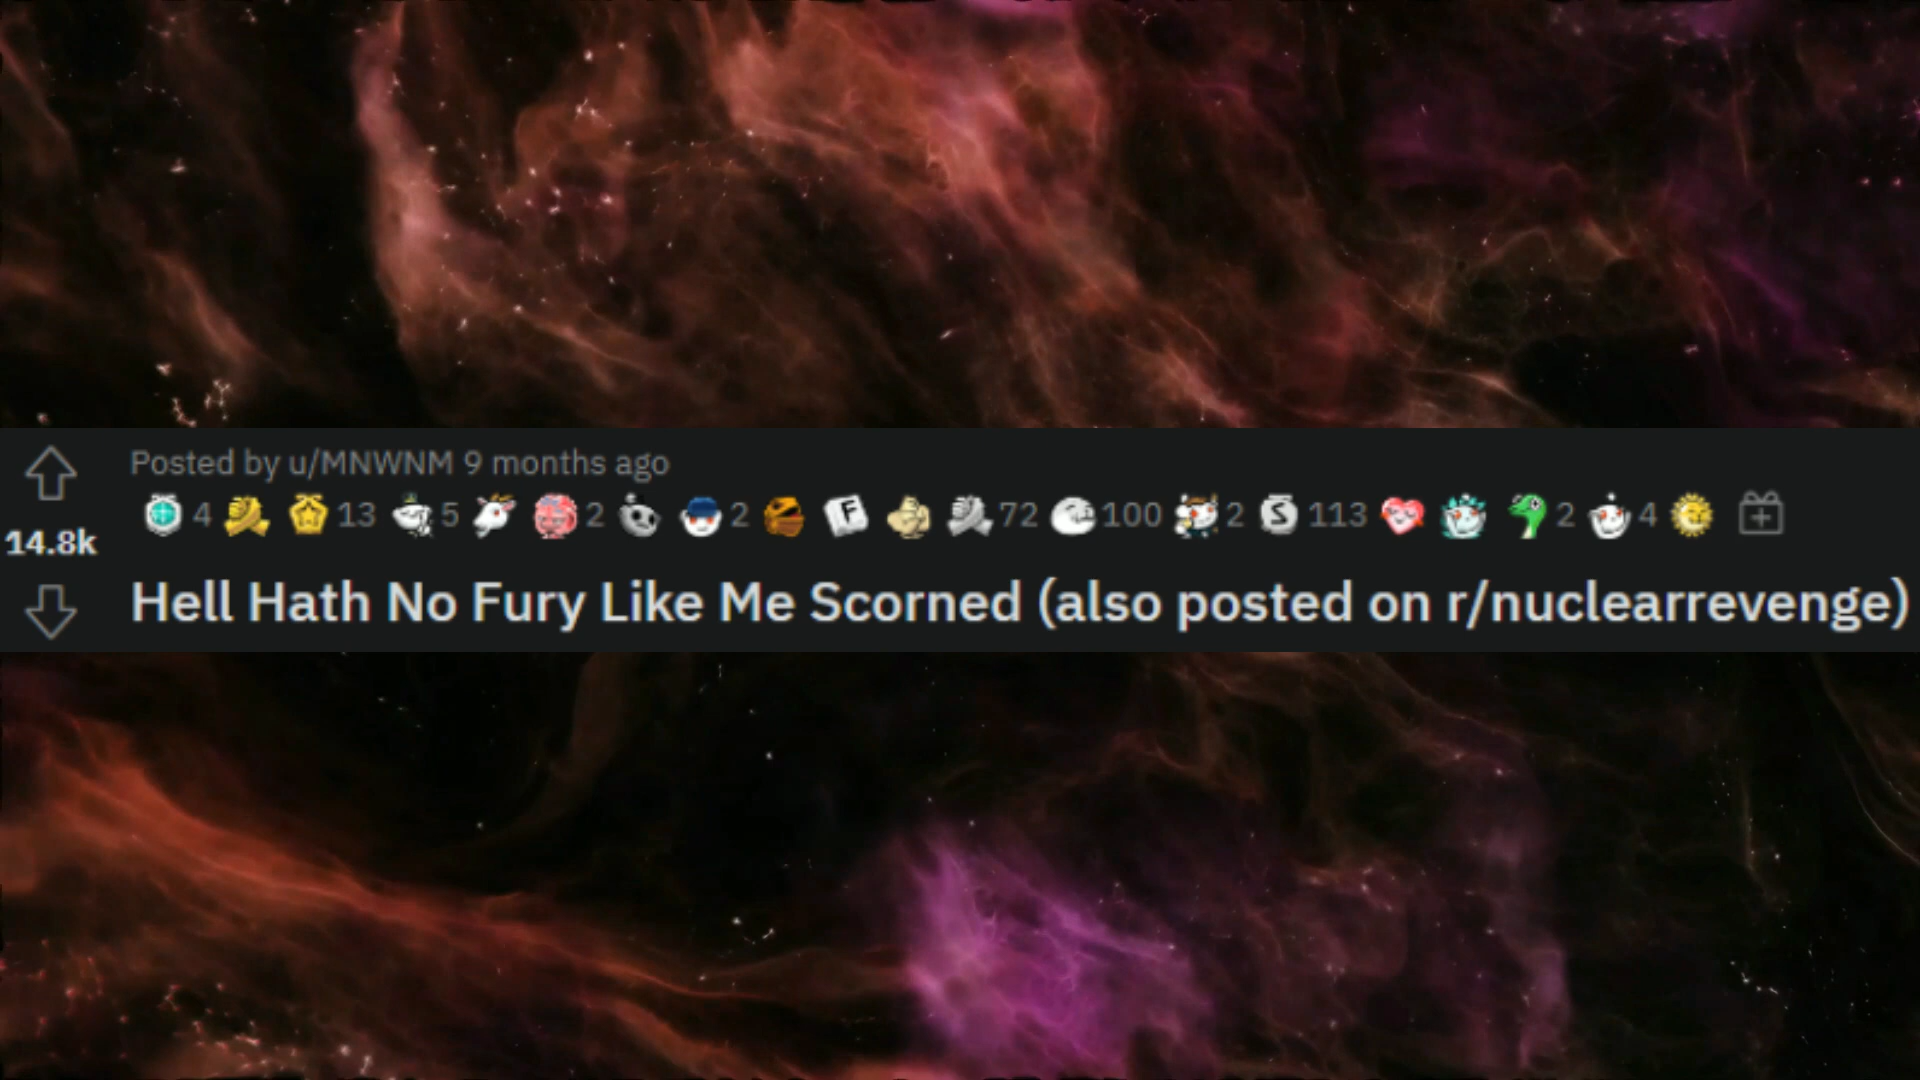 Posted by u/MNWNM 9 months ago
4 13 5 2 2 F 72 100 2 S 113 2 4
14.8k
Hell Hath No Fury Like Me Scorned (also posted on r/nuclearrevenge)